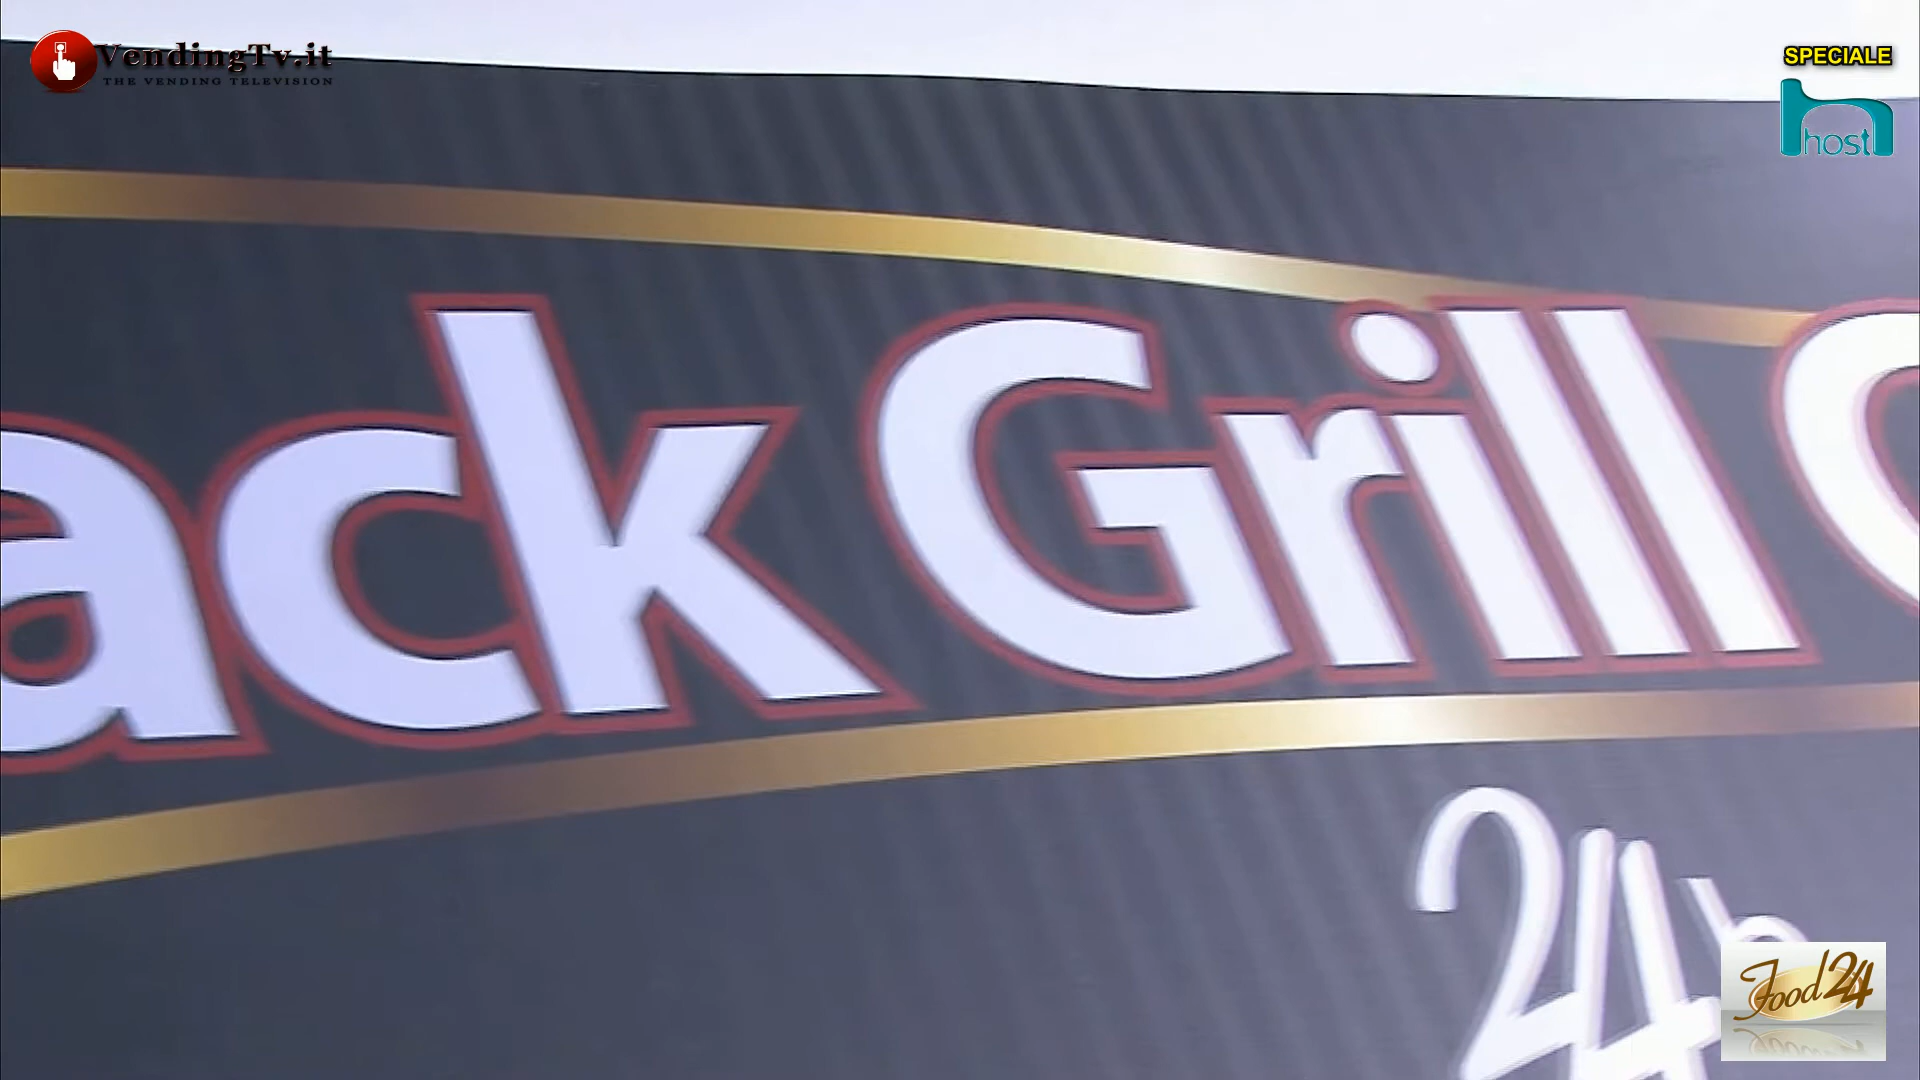 VendingTv.it
THE VENDING TELEVISION
SPECIALE
host
ack Grill
24h
Food24